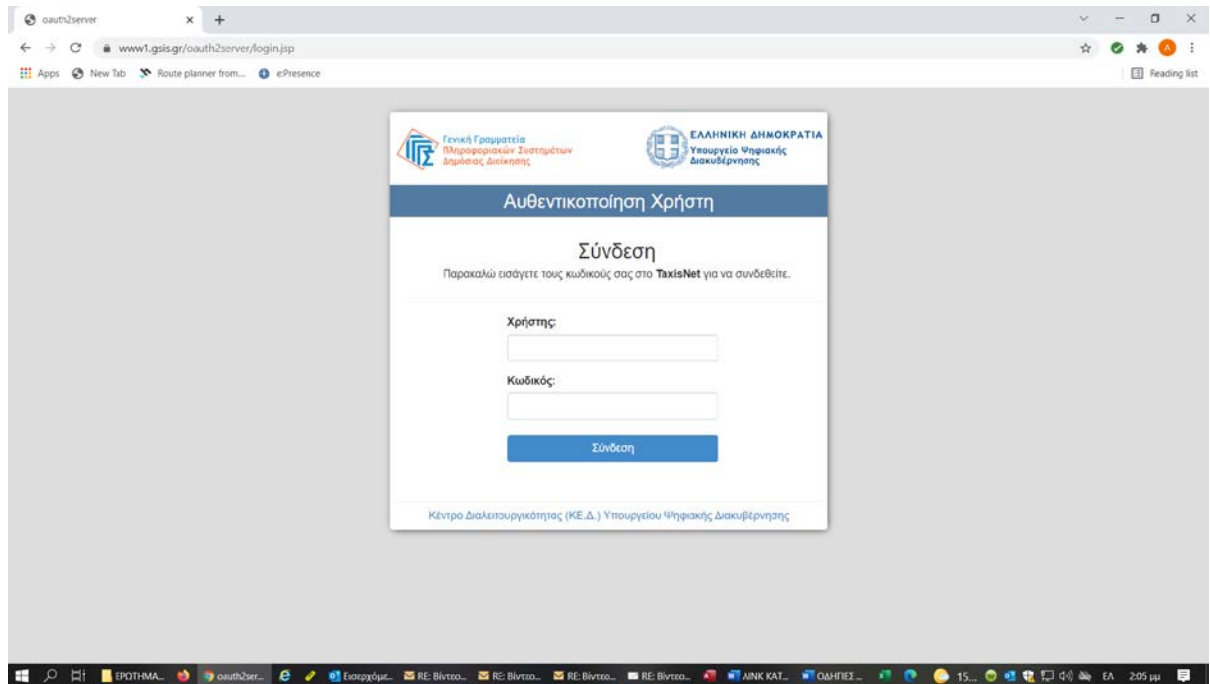 oauth2server
www1.gsis.gr/oauth2server/login.jsp
Apps New Tab Route planner from... ePresence Reading list
Γενική Γραμματεία
Πληροφοριακών Συστημάτων
Δημόσιας Διοίκησης
ΕΛΛΗΝΙΚΗ ΔΗΜΟΚΡΑΤΙΑ
Υπουργείο Ψηφιακής
Διακυβέρνησης
Αυθεντικοποίηση Χρήστη
Σύνδεση
Παρακαλώ εισάγετε τους κωδικούς σας στο TaxisNet για να συνδεθείτε.
Χρήστης:
Κωδικός:
Σύνδεση
Κέντρο Διαλειτουργικότητας (ΚΕ.Δ.) Υπουργείου Ψηφιακής Διακυβέρνησης
ΕΡΩΤΗΜΑ... oauth2ser... Εισερχόμε... RE: Βίντεο... RE: Βίντεο... RE: Βίντεο... RE: Βίντεο... ΛΙΝΚ ΚΑΤ... ΟΔΗΓΙΕΣ... 15... ΕΛ 2:05 μμ